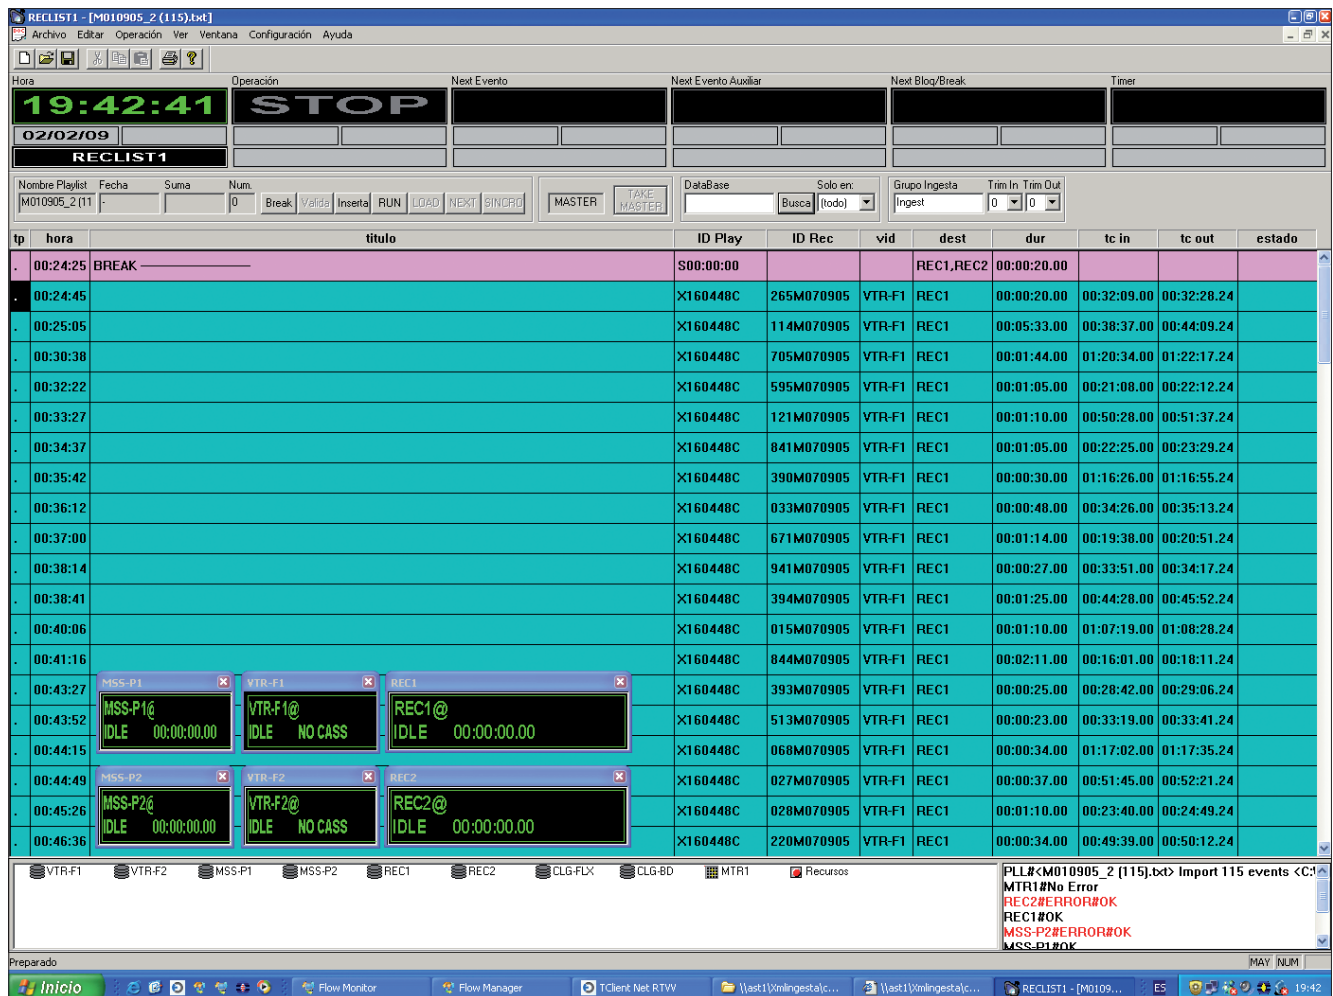 RECLIST1 - [M010905_2 (115).txt]
Archivo Editar Operación Ver Ventana Configuración Ayuda
Hora Operación Next Evento Next Evento Auxiliar Next Bloq/Break Timer
19:42:41 STOP
02/02/09
RECLIST1
Nombre Playlist Fecha Suma Num. DataBase Solo en: Grupo Ingesta Trim In Trim Out
M010905_2 (11 - 0 Break Valida Inserta RUN LOAD NEXT SINCRO MASTER TAKE MASTER Busca (todo) Ingest 0 0
tp hora titulo ID Play ID Rec vid dest dur tc in tc out estado
. 00:24:25 BREAK S00:00:00 REC1,REC2 00:00:20.00
. 00:24:45 X160448C 265M070905 VTR-F1 REC1 00:00:20.00 00:32:09.00 00:32:28.24
. 00:25:05 X160448C 114M070905 VTR-F1 REC1 00:05:33.00 00:38:37.00 00:44:09.24
. 00:30:38 X160448C 705M070905 VTR-F1 REC1 00:01:44.00 01:20:34.00 01:22:17.24
. 00:32:22 X160448C 595M070905 VTR-F1 REC1 00:01:05.00 00:21:08.00 00:22:12.24
. 00:33:27 X160448C 121M070905 VTR-F1 REC1 00:01:10.00 00:50:28.00 00:51:37.24
. 00:34:37 X160448C 841M070905 VTR-F1 REC1 00:01:05.00 00:22:25.00 00:23:29.24
. 00:35:42 X160448C 390M070905 VTR-F1 REC1 00:00:30.00 01:16:26.00 01:16:55.24
. 00:36:12 X160448C 033M070905 VTR-F1 REC1 00:00:48.00 00:34:26.00 00:35:13.24
. 00:37:00 X160448C 671M070905 VTR-F1 REC1 00:01:14.00 00:19:38.00 00:20:51.24
. 00:38:14 X160448C 941M070905 VTR-F1 REC1 00:00:27.00 00:33:51.00 00:34:17.24
. 00:38:41 X160448C 394M070905 VTR-F1 REC1 00:01:25.00 00:44:28.00 00:45:52.24
. 00:40:06 X160448C 015M070905 VTR-F1 REC1 00:01:10.00 01:07:19.00 01:08:28.24
. 00:41:16 X160448C 844M070905 VTR-F1 REC1 00:02:11.00 00:16:01.00 00:18:11.24
. 00:43:27 X160448C 393M070905 VTR-F1 REC1 00:00:25.00 00:28:42.00 00:29:06.24
. 00:43:52 X160448C 513M070905 VTR-F1 REC1 00:00:23.00 00:33:19.00 00:33:41.24
. 00:44:15 X160448C 068M070905 VTR-F1 REC1 00:00:34.00 01:17:02.00 01:17:35.24
. 00:44:49 X160448C 027M070905 VTR-F1 REC1 00:00:37.00 00:51:45.00 00:52:21.24
. 00:45:26 X160448C 028M070905 VTR-F1 REC1 00:01:10.00 00:23:40.00 00:24:49.24
. 00:46:36 X160448C 220M070905 VTR-F1 REC1 00:00:34.00 00:49:39.00 00:50:12.24
MSS-P1 VTR-F1 REC1
MSS-P1@ VTR-F1@ REC1@
IDLE 00:00:00.00 IDLE NO CASS IDLE 00:00:00.00
MSS-P2 VTR-F2 REC2
MSS-P2@ VTR-F2@ REC2@
IDLE 00:00:00.00 IDLE NO CASS IDLE 00:00:00.00
VTR-F1 VTR-F2 MSS-P1 MSS-P2 REC1 REC2 CLG-FLX CLG-BD MTR1 Recursos
PLL#<M010905_2 (115).txt> Import 115 events <C:\
MTR1#No Error
REC2#ERROR#OK
REC1#OK
MSS-P2#ERROR#OK
MSS-P1#OK
Preparado MAY NUM
Inicio Flow Monitor Flow Manager TClient Net RTVV \\ast1\Xmlingesta\c... \\ast1\Xmlingesta\c... RECLIST1 - [M0109... ES 19:42